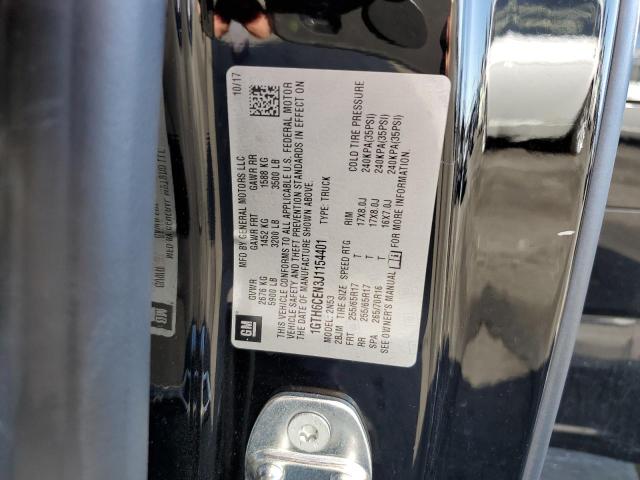 MFD BY GENERAL MOTORS LLC 10/17
GVWR GAWR FRT GAWR RR
2676 KG 1452 KG 1588 KG
5900 LB 3200 LB 3500 LB
THIS VEHICLE CONFORMS TO ALL APPLICABLE U.S. FEDERAL MOTOR
VEHICLE SAFETY AND THEFT PREVENTION STANDARDS IN EFFECT ON
THE DATE OF MANUFACTURE SHOWN ABOVE.
1GTH6CEN3J1154401 TYPE: TRUCK
MODEL: 2N53
28JM TIRE SIZE SPEED RTG RIM COLD TIRE PRESSURE
FRT 255/65R17 T 17X8.0J 240KPA(35PSI)
RR 255/65R17 T 17X8.0J 240KPA(35PSI)
SPA 265/70R16 T 16X7.0J 240KPA(35PSI)
SEE OWNER'S MANUAL FOR MORE INFORMATION.
GM